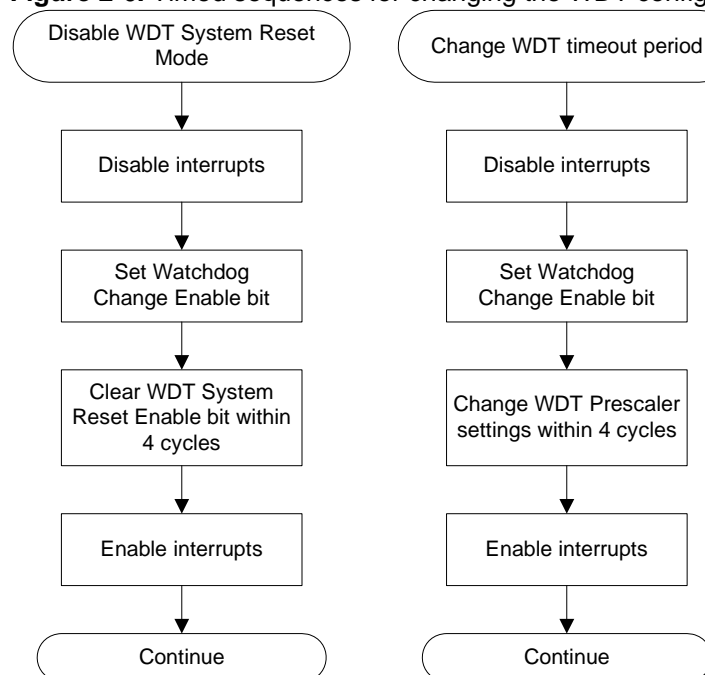 Disable WDT System Reset
Mode
Disable interrupts
Set Watchdog
Change Enable bit
Clear WDT System
Reset Enable bit within
4 cycles
Enable interrupts
Continue
Change WDT timeout period
Disable interrupts
Set Watchdog
Change Enable bit
Change WDT Prescaler
settings within 4 cycles
Enable interrupts
Continue